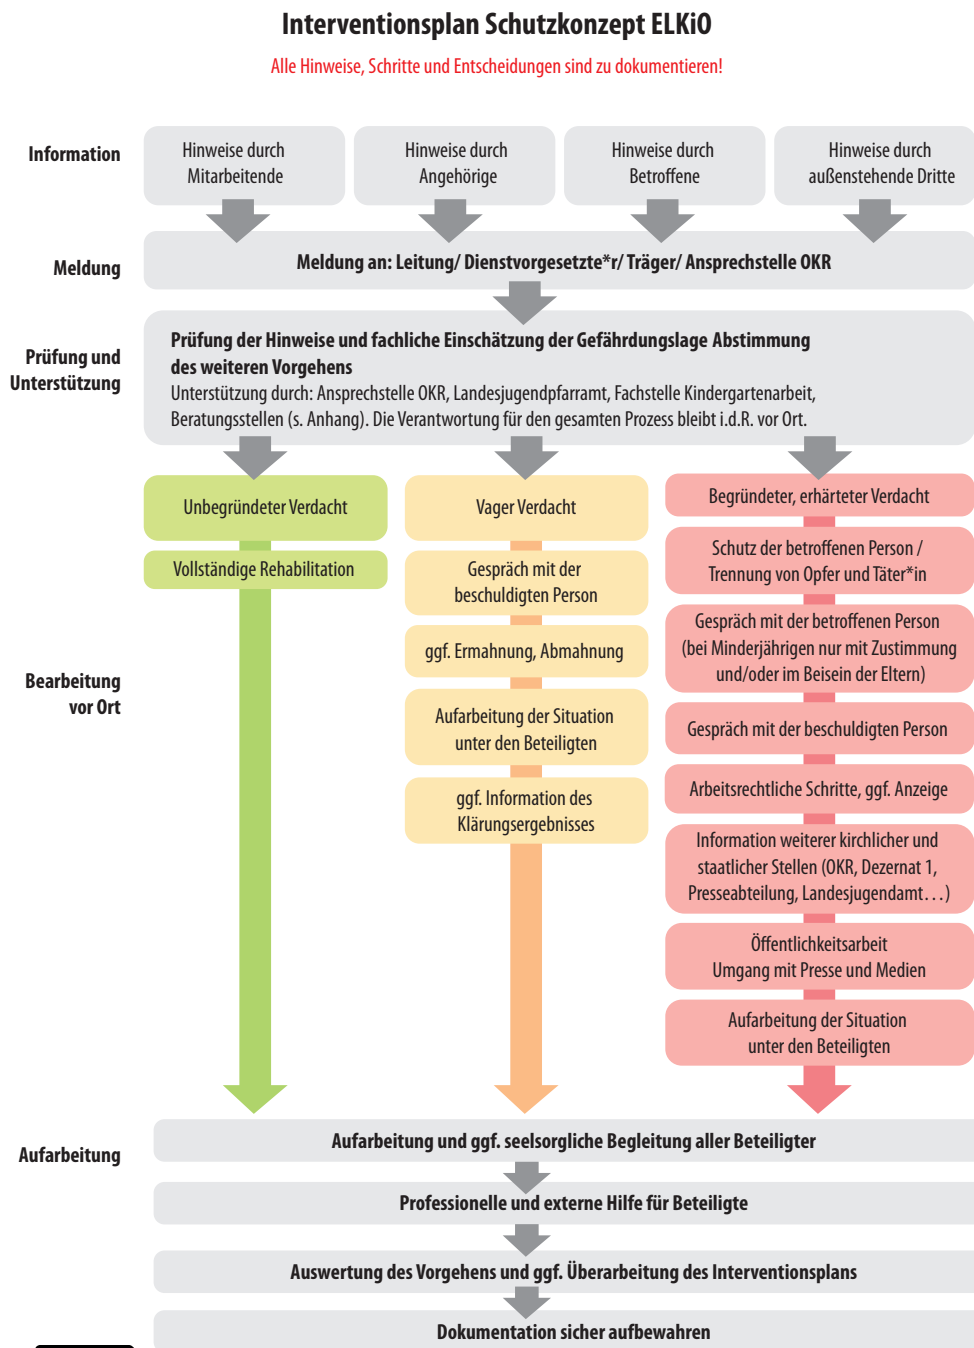 Interventionsplan Schutzkonzept ELKiO
Alle Hinweise, Schritte und Entscheidungen sind zu dokumentieren!
Information
Hinweise durch
Mitarbeitende
Hinweise durch
Angehörige
Hinweise durch
Betroffene
Hinweise durch
außenstehende Dritte
Meldung
Meldung an: Leitung/ Dienstvorgesetzte*r/ Träger/ Ansprechstelle OKR
Prüfung und
Unterstützung
Prüfung der Hinweise und fachliche Einschätzung der Gefährdungslage Abstimmung
des weiteren Vorgehens
Unterstützung durch: Ansprechstelle OKR, Landesjugendpfarramt, Fachstelle Kindergartenarbeit,
Beratungsstellen (s. Anhang). Die Verantwortung für den gesamten Prozess bleibt i.d.R. vor Ort.
Bearbeitung
vor Ort
Unbegründeter Verdacht
Vollständige Rehabilitation
Vager Verdacht
Gespräch mit der
beschuldigten Person
ggf. Ermahnung, Abmahnung
Aufarbeitung der Situation
unter den Beteiligten
ggf. Information des
Klärungsergebnisses
Begründeter, erhärteter Verdacht
Schutz der betroffenen Person /
Trennung von Opfer und Täter*in
Gespräch mit der betroffenen Person
(bei Minderjährigen nur mit Zustimmung
und/oder im Beisein der Eltern)
Gespräch mit der beschuldigten Person
Arbeitsrechtliche Schritte, ggf. Anzeige
Information weiterer kirchlicher und
staatlicher Stellen (OKR, Dezernat 1,
Presseabteilung, Landesjugendamt…)
Öffentlichkeitsarbeit
Umgang mit Presse und Medien
Aufarbeitung der Situation
unter den Beteiligten
Aufarbeitung
Aufarbeitung und ggf. seelsorgliche Begleitung aller Beteiligter
Professionelle und externe Hilfe für Beteiligte
Auswertung des Vorgehens und ggf. Überarbeitung des Interventionsplans
Dokumentation sicher aufbewahren